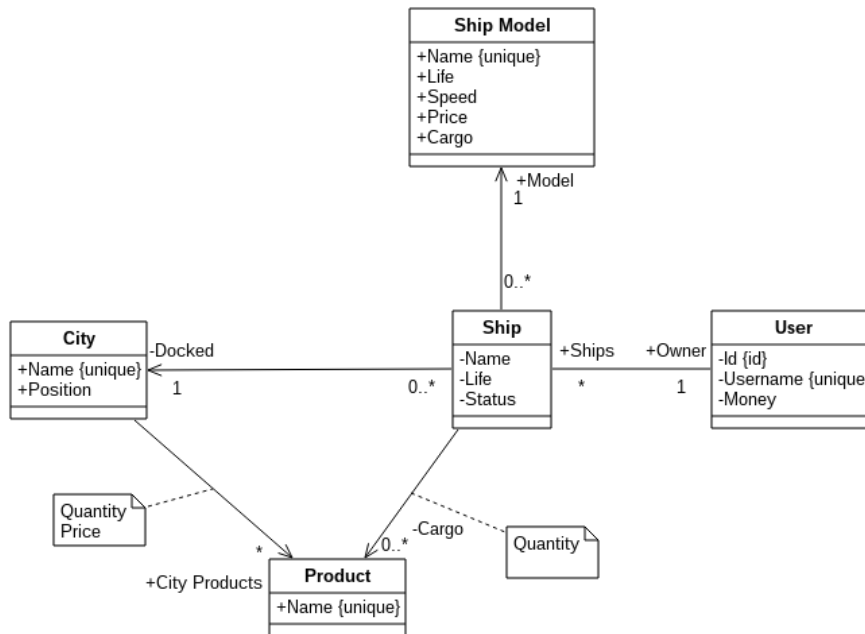 Ship Model
+Name {unique}
+Life
+Speed
+Price
+Cargo
+Model
1
0..*
City
+Name {unique}
+Position
-Docked
1
0..*
Ship
-Name
-Life
-Status
+Ships
*
+Owner
1
User
-Id {id}
-Username {unique
-Money
Quantity
Price
*
+City Products
0..*
-Cargo
Quantity
Product
+Name {unique}